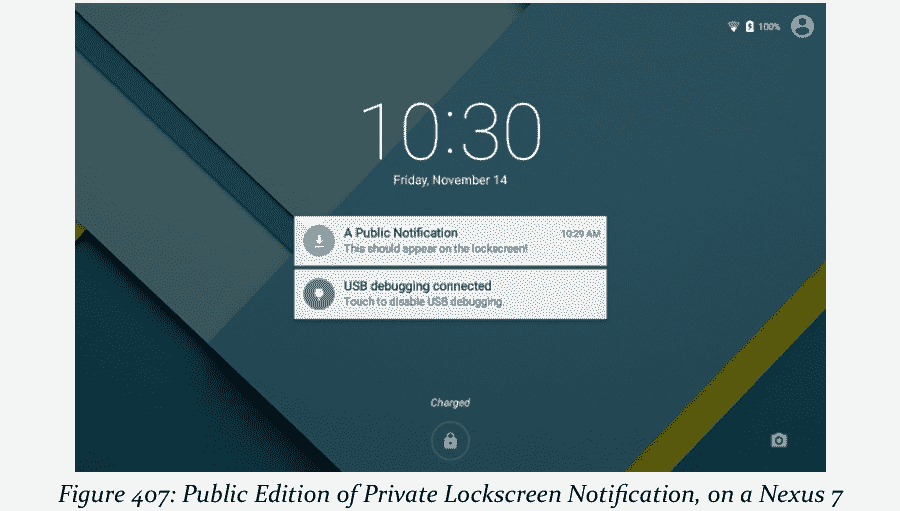 100%
10:30
Friday, November 14
A Public Notification 10:29 AM
This should appear on the lockscreen!
USB debugging connected
Touch to disable USB debugging.
Charged
Figure 407: Public Edition of Private Lockscreen Notification, on a Nexus 7